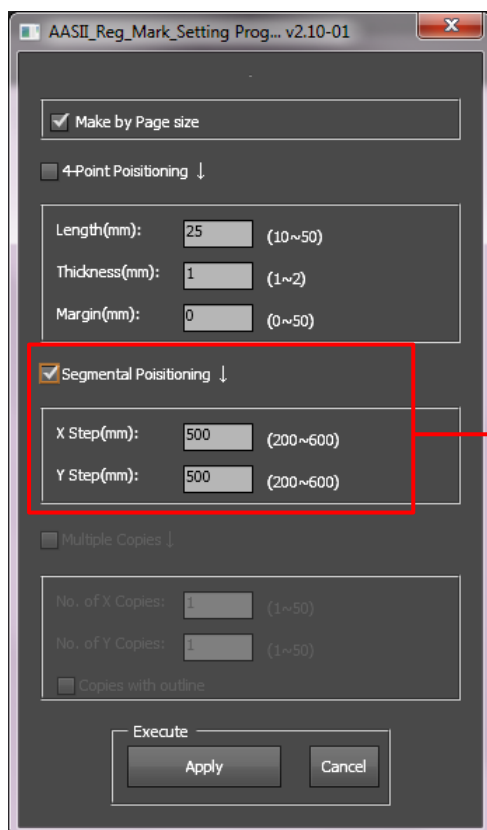 AASII_Reg_Mark_Setting Prog... v2.10-01
Make by Page size
4-Point Poisitioning ↓
Length(mm): 25 (10~50)
Thickness(mm): 1 (1~2)
Margin(mm): 0 (0~50)
Segmental Poisitioning ↓
X Step(mm): 500 (200~600)
Y Step(mm): 500 (200~600)
Multiple Copies ↓
No. of X Copies: 1 (1~50)
No. of Y Copies: 1 (1~50)
Copies with outline
Execute
Apply Cancel